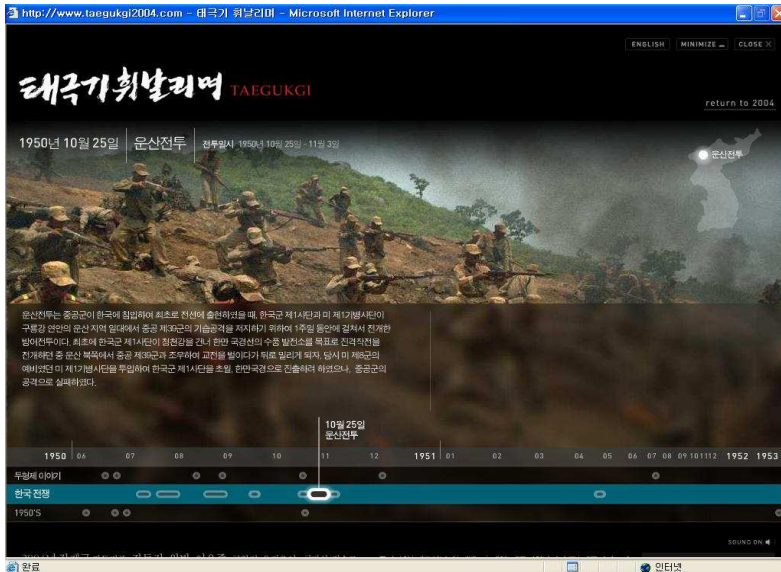 http://www.taegukgi2004.com - 태극기 휘날리며 - Microsoft Internet Explorer
ENGLISH MINIMIZE CLOSE
태극기 휘날리며 TAEGUKGI
return to 2004
1950년 10월 25일 운산전투 전투일시 1950년 10월 25일 - 11월 3일
운산전투
운산전투는 중공군이 한국에 침입하여 최초로 전선에 출현하였을 때, 한국군 제1사단과 미 제1기병사단이
구룡강 연안의 운산 지역 일대에서 중공 제39군의 기습공격을 저지하기 위하여 1주일 동안에 걸쳐서 전개한
방어전투이다. 최초에 한국군 제1사단이 청천강을 건너 한만 국경선의 수풍 발전소를 목표로 진격작전을
전개하던 중 운산 북쪽에서 중공 제39군과 조우하여 교전을 벌이다가 뒤로 밀리게 되자, 당시 미 제8군의
예비였던 미 제1기병사단을 투입하여 한국군 제1사단을 초월, 한만국경으로 진출하려 하였으나, 중공군의
공격으로 실패하였다.
10월 25일
운산전투
1950 06 07 08 09 10 11 12 1951 01 02 03 04 05 06 07 08 09 10 11 12 1952 1953
두형제 이야기
한국 전쟁
1950'S
SOUND ON
완료 인터넷